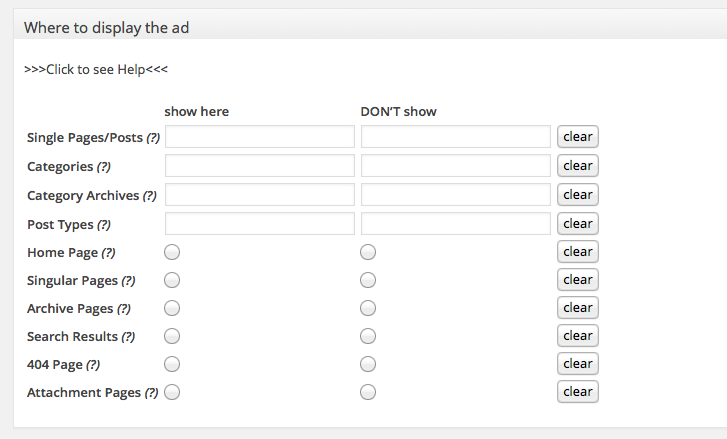 Where to display the ad
>>>Click to see Help<<<
show here DON'T show
Single Pages/Posts (?) clear
Categories (?) clear
Category Archives (?) clear
Post Types (?) clear
Home Page (?) clear
Singular Pages (?) clear
Archive Pages (?) clear
Search Results (?) clear
404 Page (?) clear
Attachment Pages (?) clear